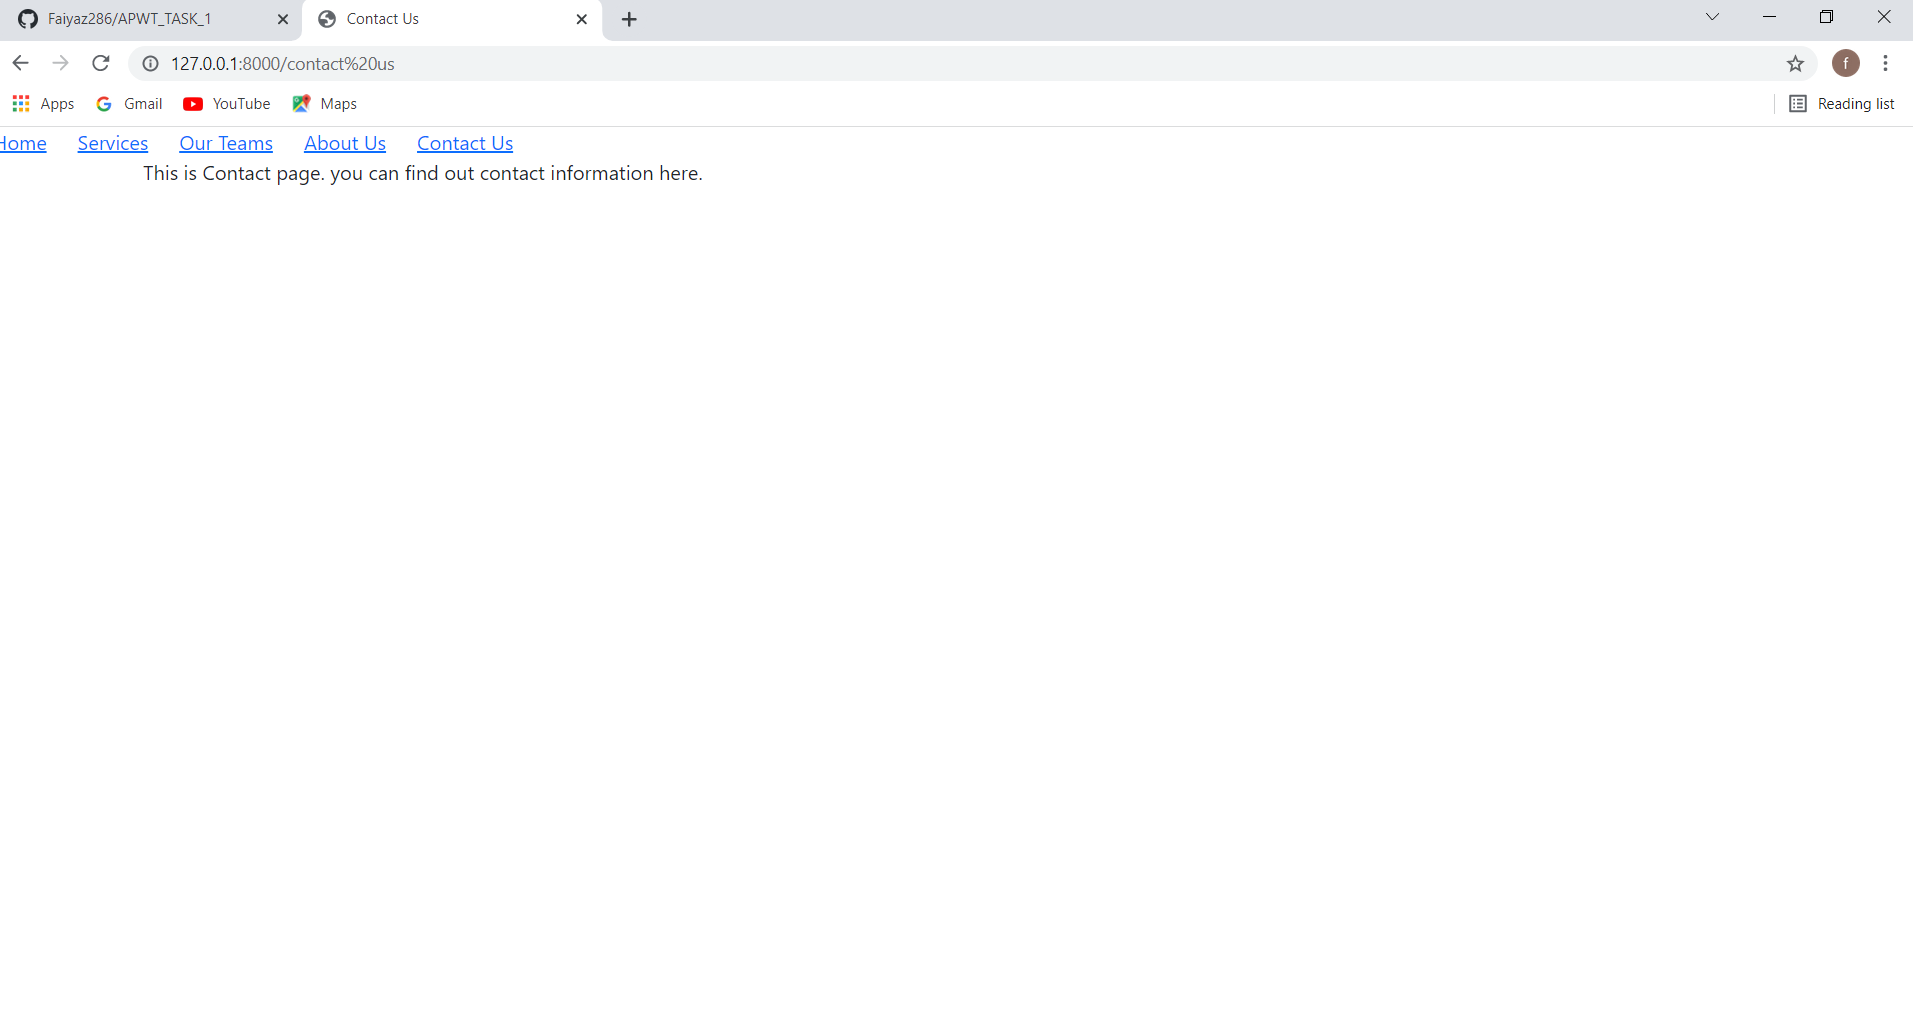 Faiyaz286/APWT_TASK_1 Contact Us
127.0.0.1:8000/contact%20us f
Apps Gmail YouTube Maps Reading list
Home Services Our Teams About Us Contact Us
This is Contact page. you can find out contact information here.